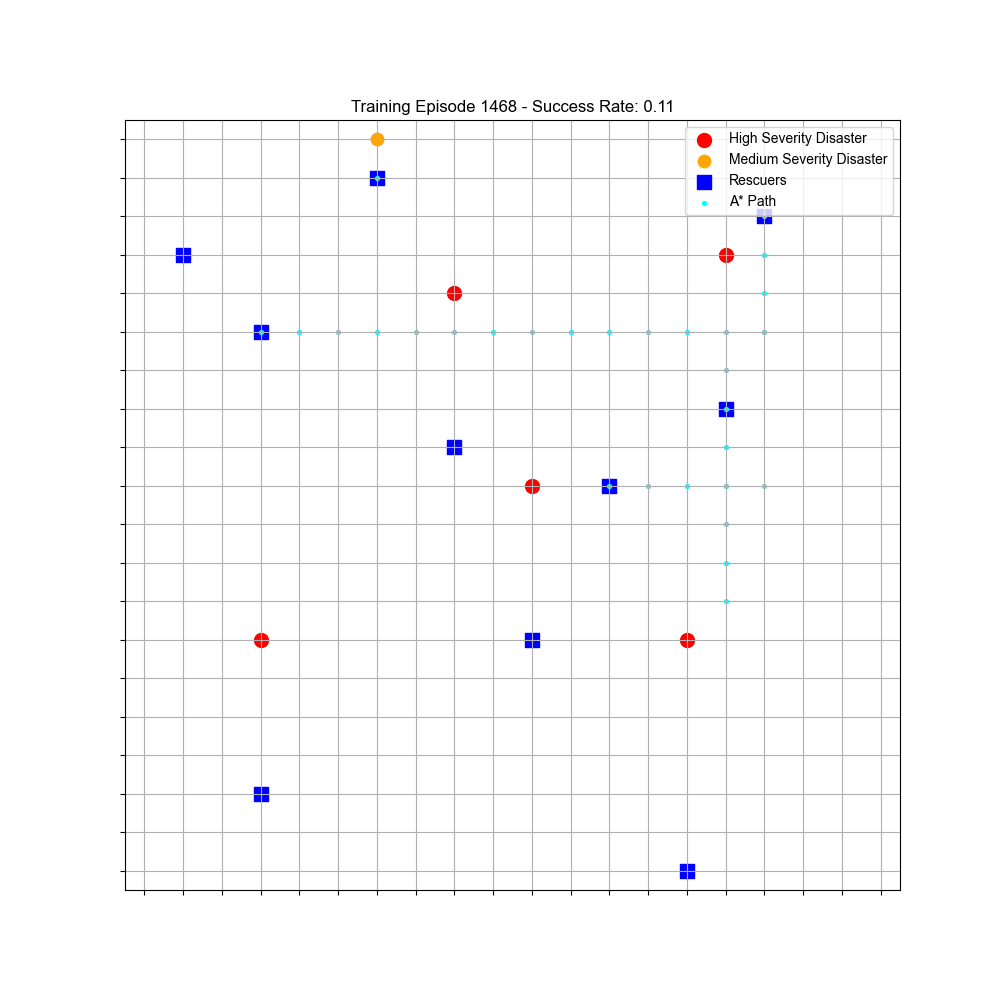 Training Episode 1468 - Success Rate: 0.11
High Severity Disaster
Medium Severity Disaster
Rescuers
A* Path